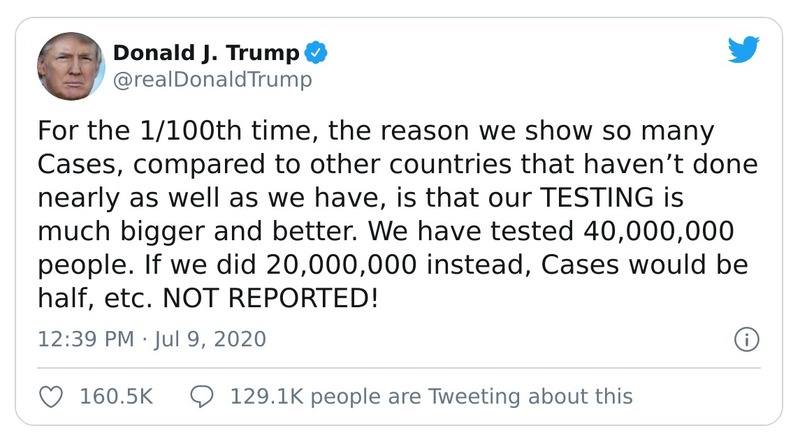 Donald J. Trump
@realDonaldTrump
For the 1/100th time, the reason we show so many
Cases, compared to other countries that haven’t done
nearly as well as we have, is that our TESTING is
much bigger and better. We have tested 40,000,000
people. If we did 20,000,000 instead, Cases would be
half, etc. NOT REPORTED!
12:39 PM · Jul 9, 2020
160.5K 129.1K people are Tweeting about this